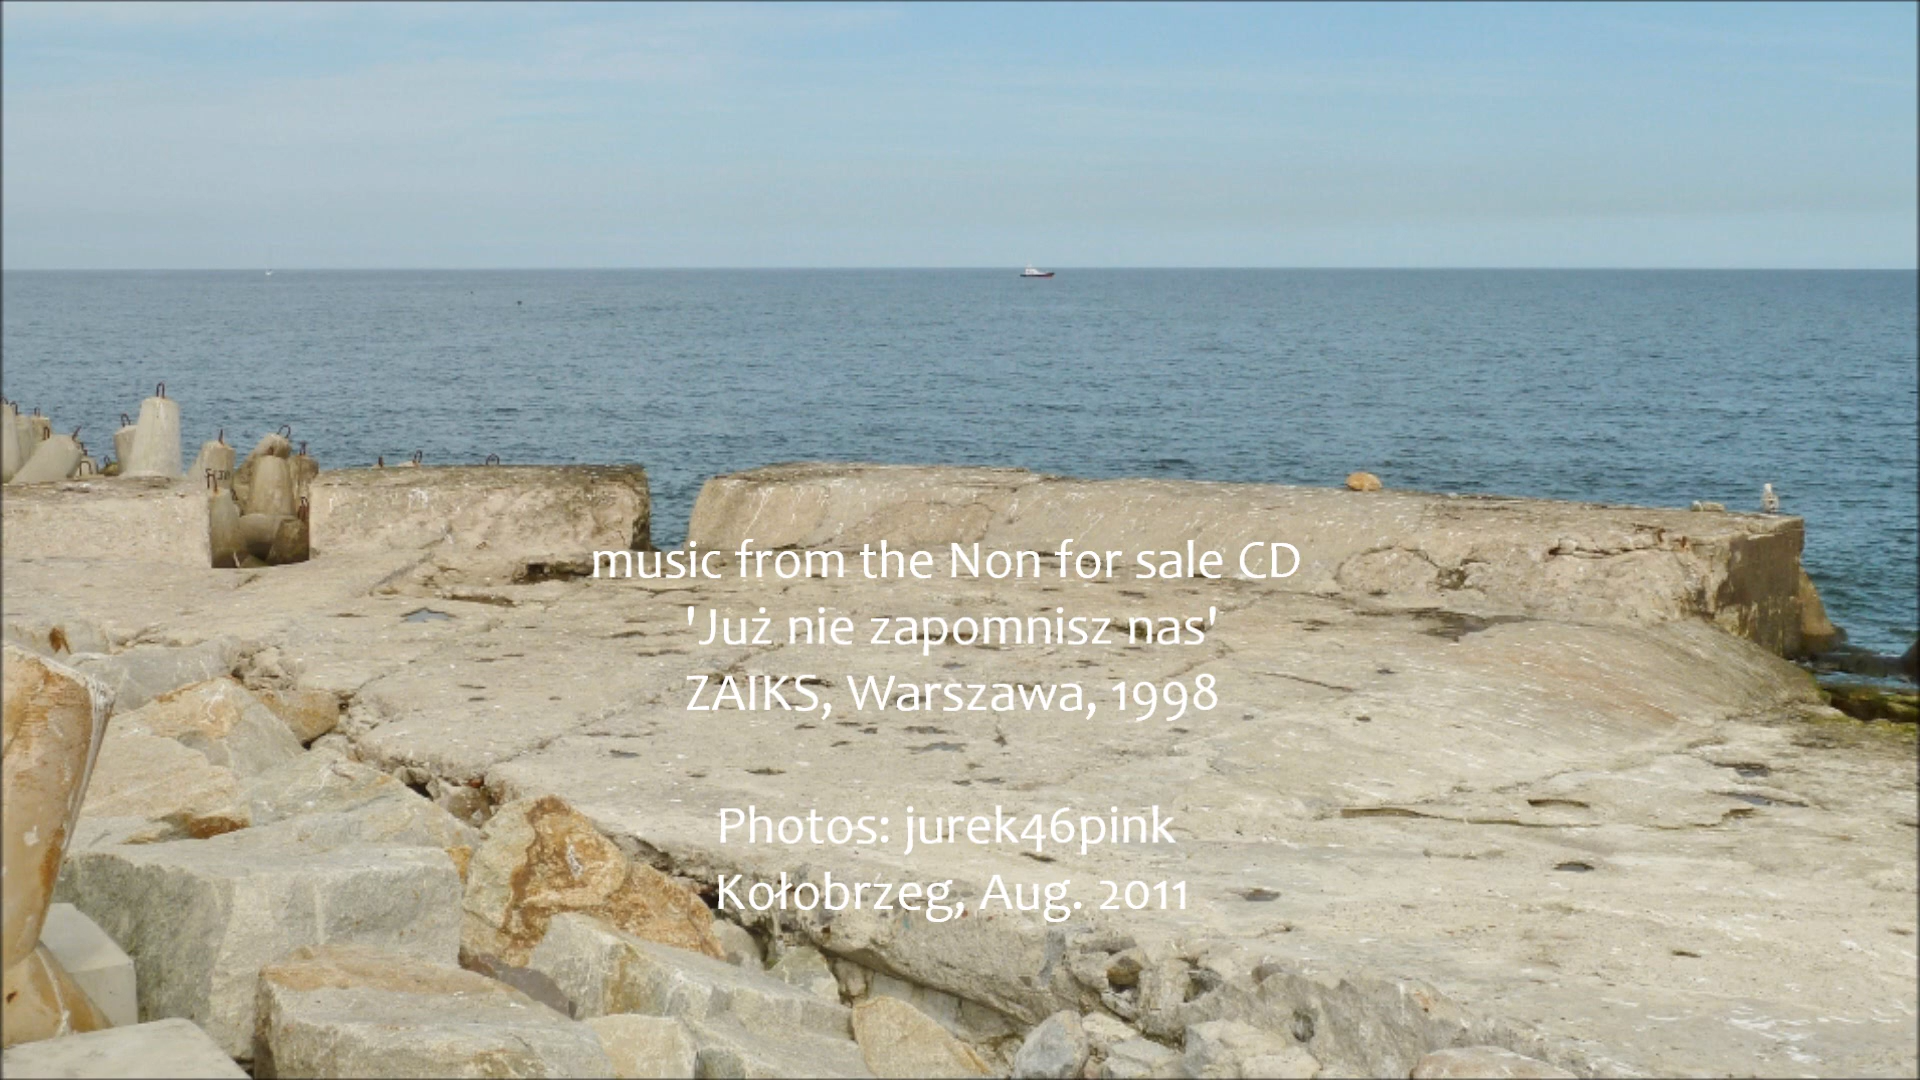 music from the Non for sale CD
'Już nie zapomnisz nas'
ZAIKS, Warszawa, 1998
Photos: jurek46pink
Kołobrzeg, Aug. 2011